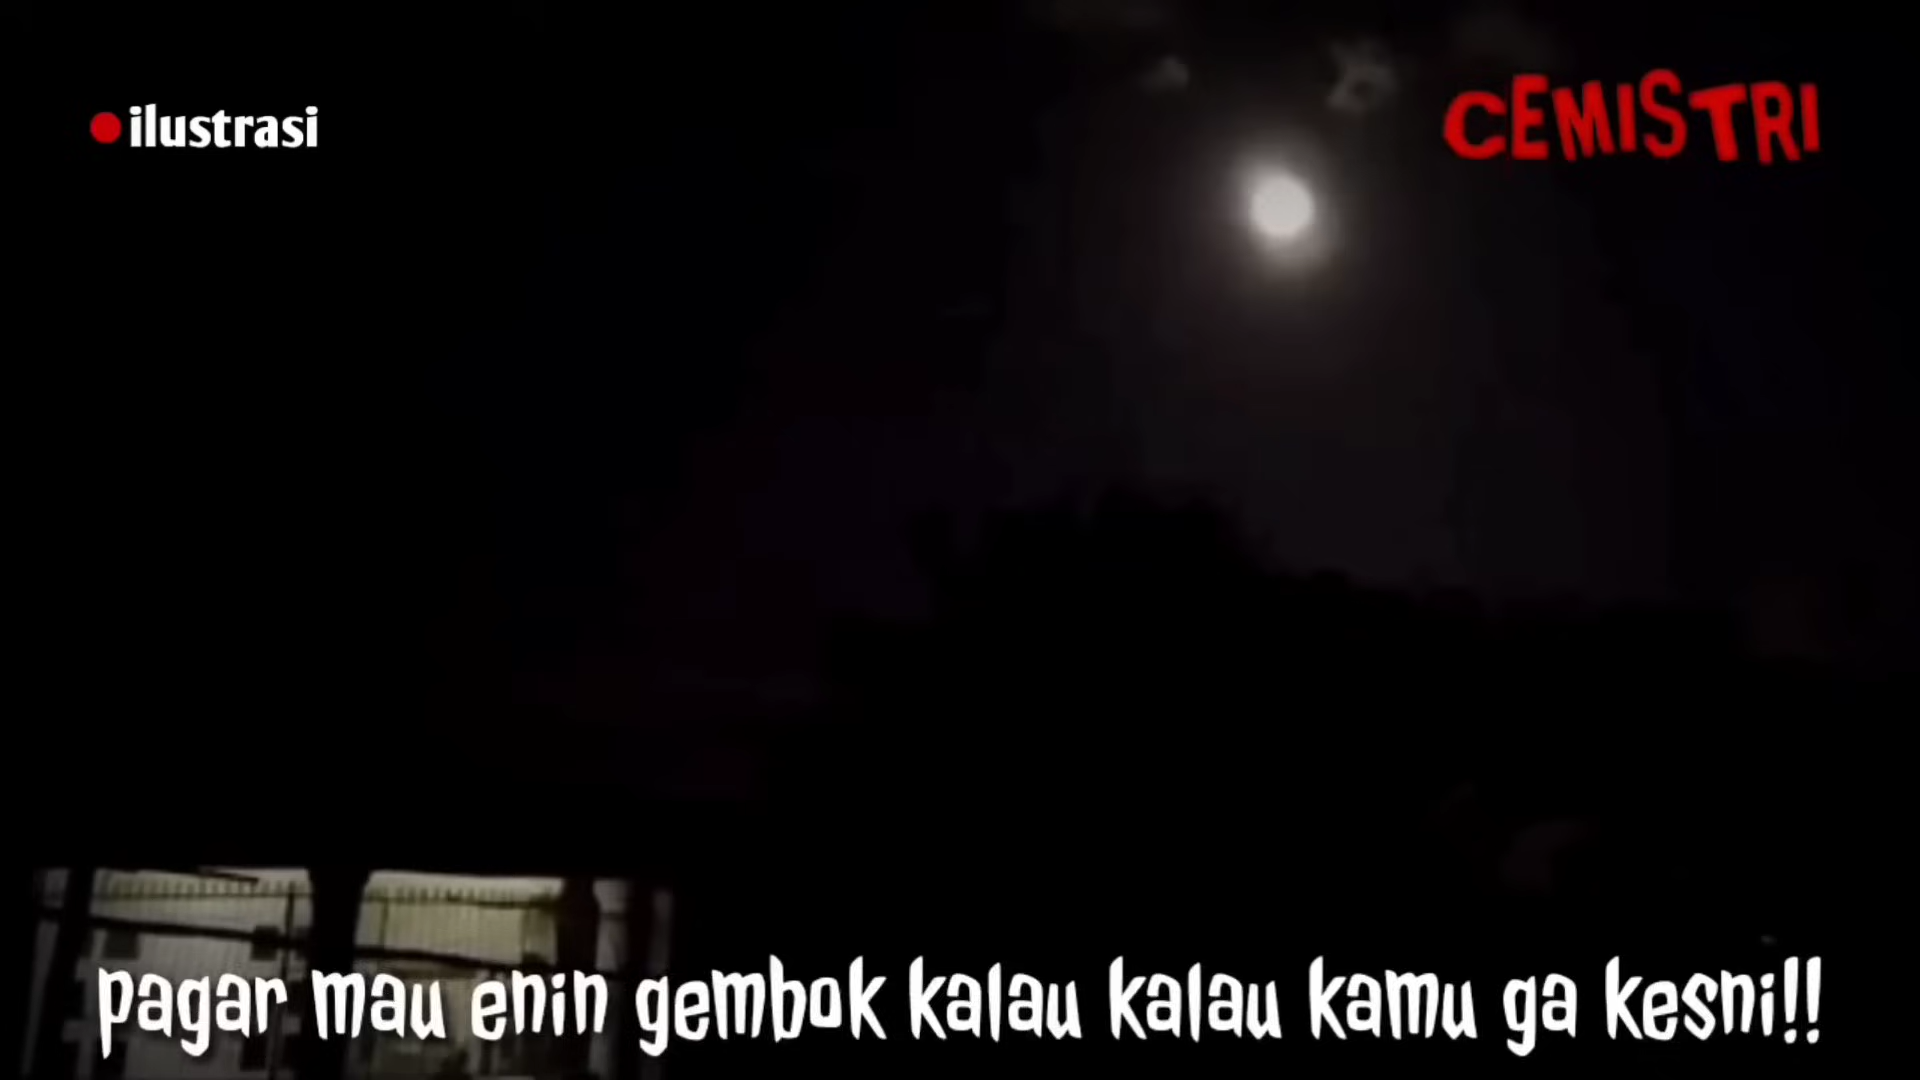 ilustrasi
CEMISTRI
pagar mau enin gembok kalau kalau kamu ga kesni!!